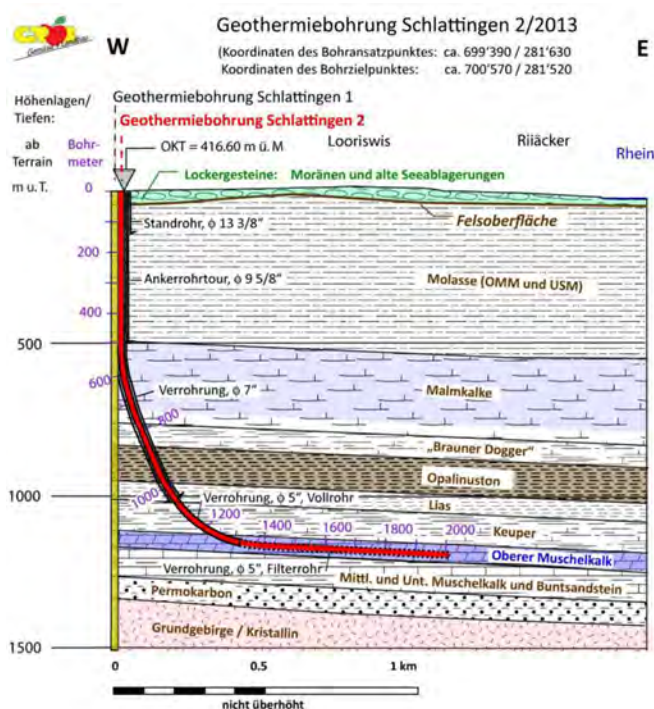 Geothermiebohrung Schlattingen 2/2013
W
(Koordinaten des Bohransatzpunktes: ca. 699'390 / 281'630
E
Koordinaten des Bohrzielpunktes: ca. 700'570 / 281'520
Höhenlagen/
Tiefen:
Geothermiebohrung Schlattingen 1
Geothermiebohrung Schlattingen 2
ab
Terrain
m u.T.
Bohr-
meter
OKT = 416.60 m ü. M
Looriswis
Riiäcker
Rhein
Lockergesteine: Moränen und alte Seeablagerungen
0
Felsoberfläche
Standrohr, ϕ 13 3/8"
200
Ankerrohrtour, ϕ 9 5/8"
Molasse (OMM und USM)
400
500
600
Verrohrung, ϕ 7"
Malmkalke
800
„Brauner Dogger"
Opalinuston
1000
1000
Verrohrung, ϕ 5", Vollrohr
Lias
1200
1400
1600
1800
2000
Keuper
Oberer Muschelkalk
Verrohrung, ϕ 5", Filterrohr
Mittl. und Unt. Muschelkalk und Buntsandstein
Permokarbon
Grundgebirge / Kristallin
1500
0
0.5
1 km
nicht überhöht